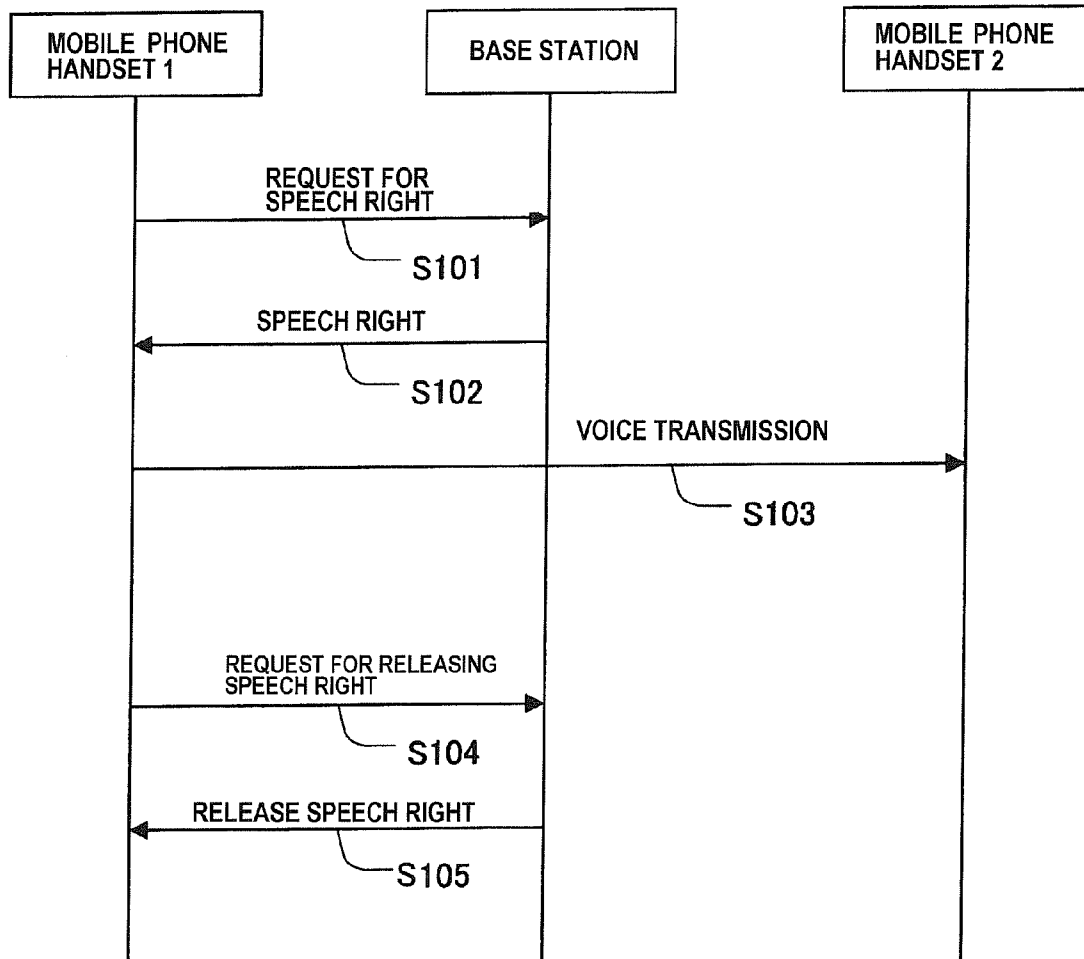 MOBILE PHONE
HANDSET 1
BASE STATION
MOBILE PHONE
HANDSET 2
REQUEST FOR
SPEECH RIGHT
S101
SPEECH RIGHT
S102
VOICE TRANSMISSION
S103
REQUEST FOR RELEASING
SPEECH RIGHT
S104
RELEASE SPEECH RIGHT
S105